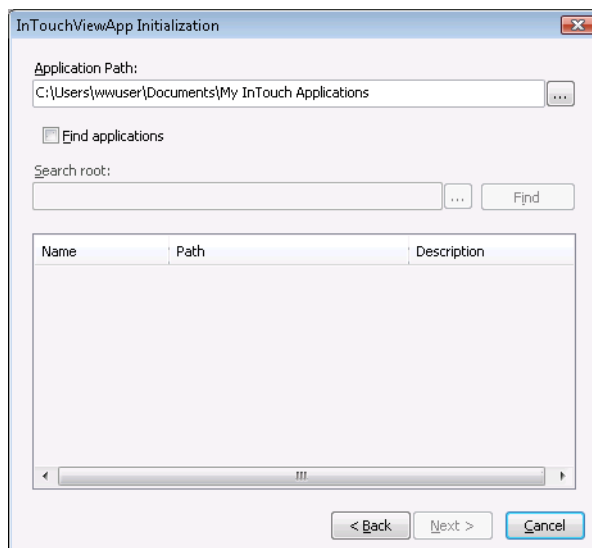 InTouchViewApp Initialization
Application Path:
C:\Users\wwuser\Documents\My InTouch Applications
...
Find applications
Search root:
...
Find
Name Path Description
< Back Next > Cancel